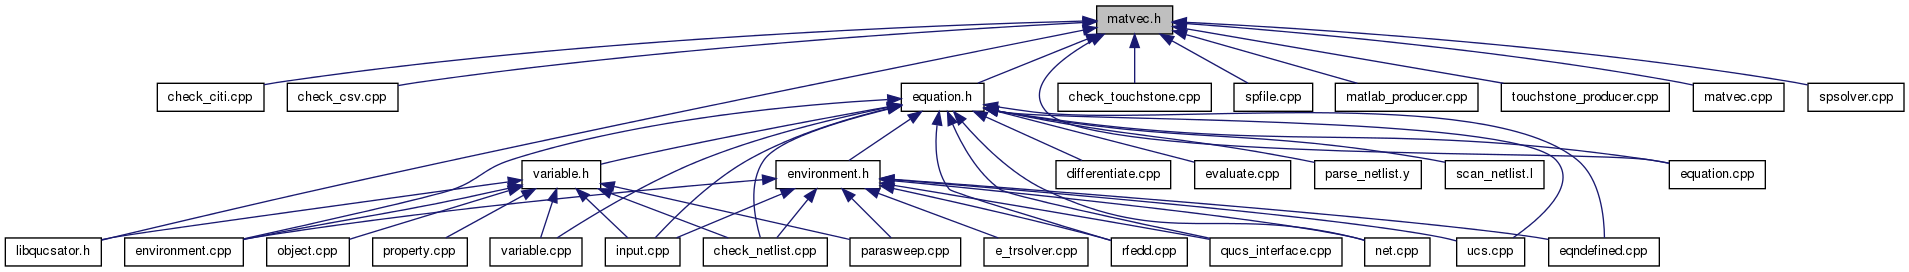 matvec.h
check_citi.cpp
check_csv.cpp
equation.h
check_touchstone.cpp
spfile.cpp
matlab_producer.cpp
touchstone_producer.cpp
matvec.cpp
spsolver.cpp
variable.h
environment.h
differentiate.cpp
evaluate.cpp
parse_netlist.y
scan_netlist.l
equation.cpp
libqucsator.h
environment.cpp
object.cpp
property.cpp
variable.cpp
input.cpp
check_netlist.cpp
parasweep.cpp
e_trsolver.cpp
rfedd.cpp
qucs_interface.cpp
net.cpp
ucs.cpp
eqndefined.cpp